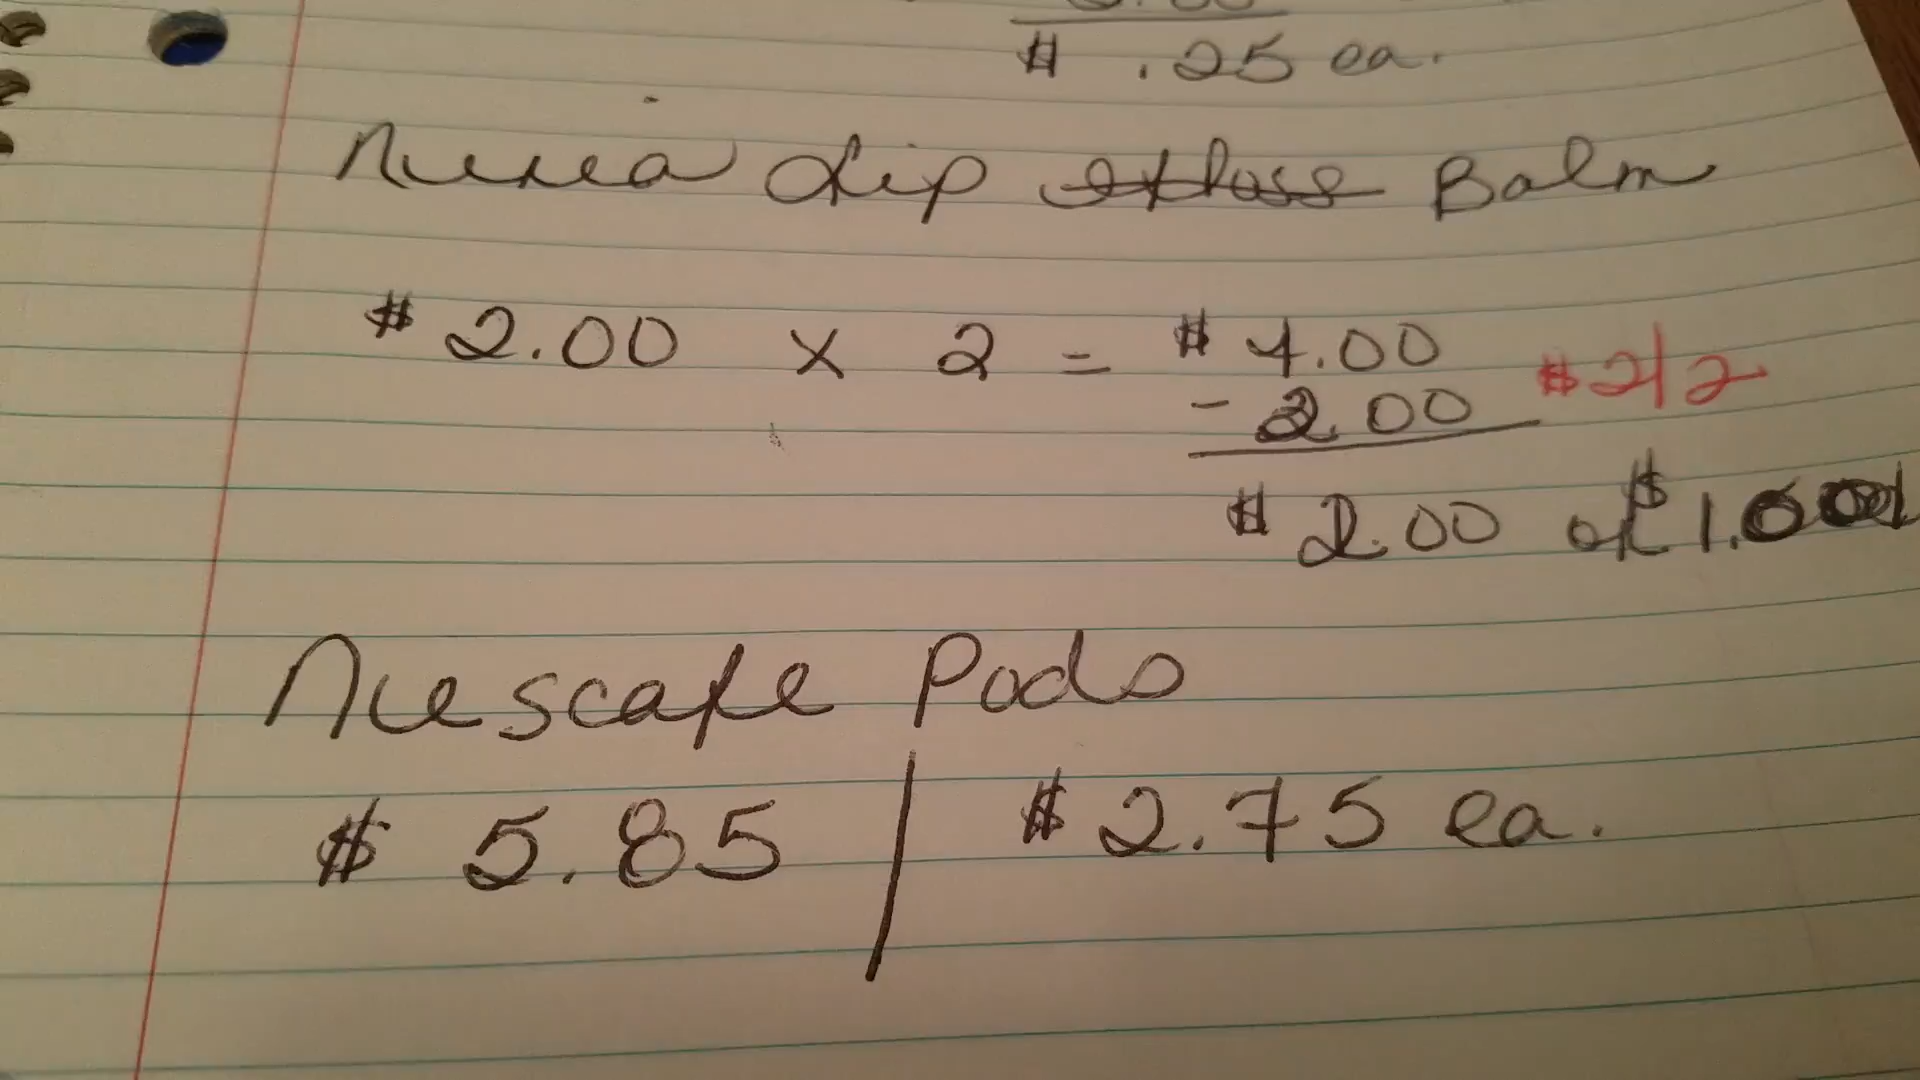 $ .25 ea.
Nivea Lip Balm
$2.00 x 2 = $4.00
- 2.00 $2/2
$2.00 or $1.00
Nescafe Pods
$5.85 / $2.75 ea.